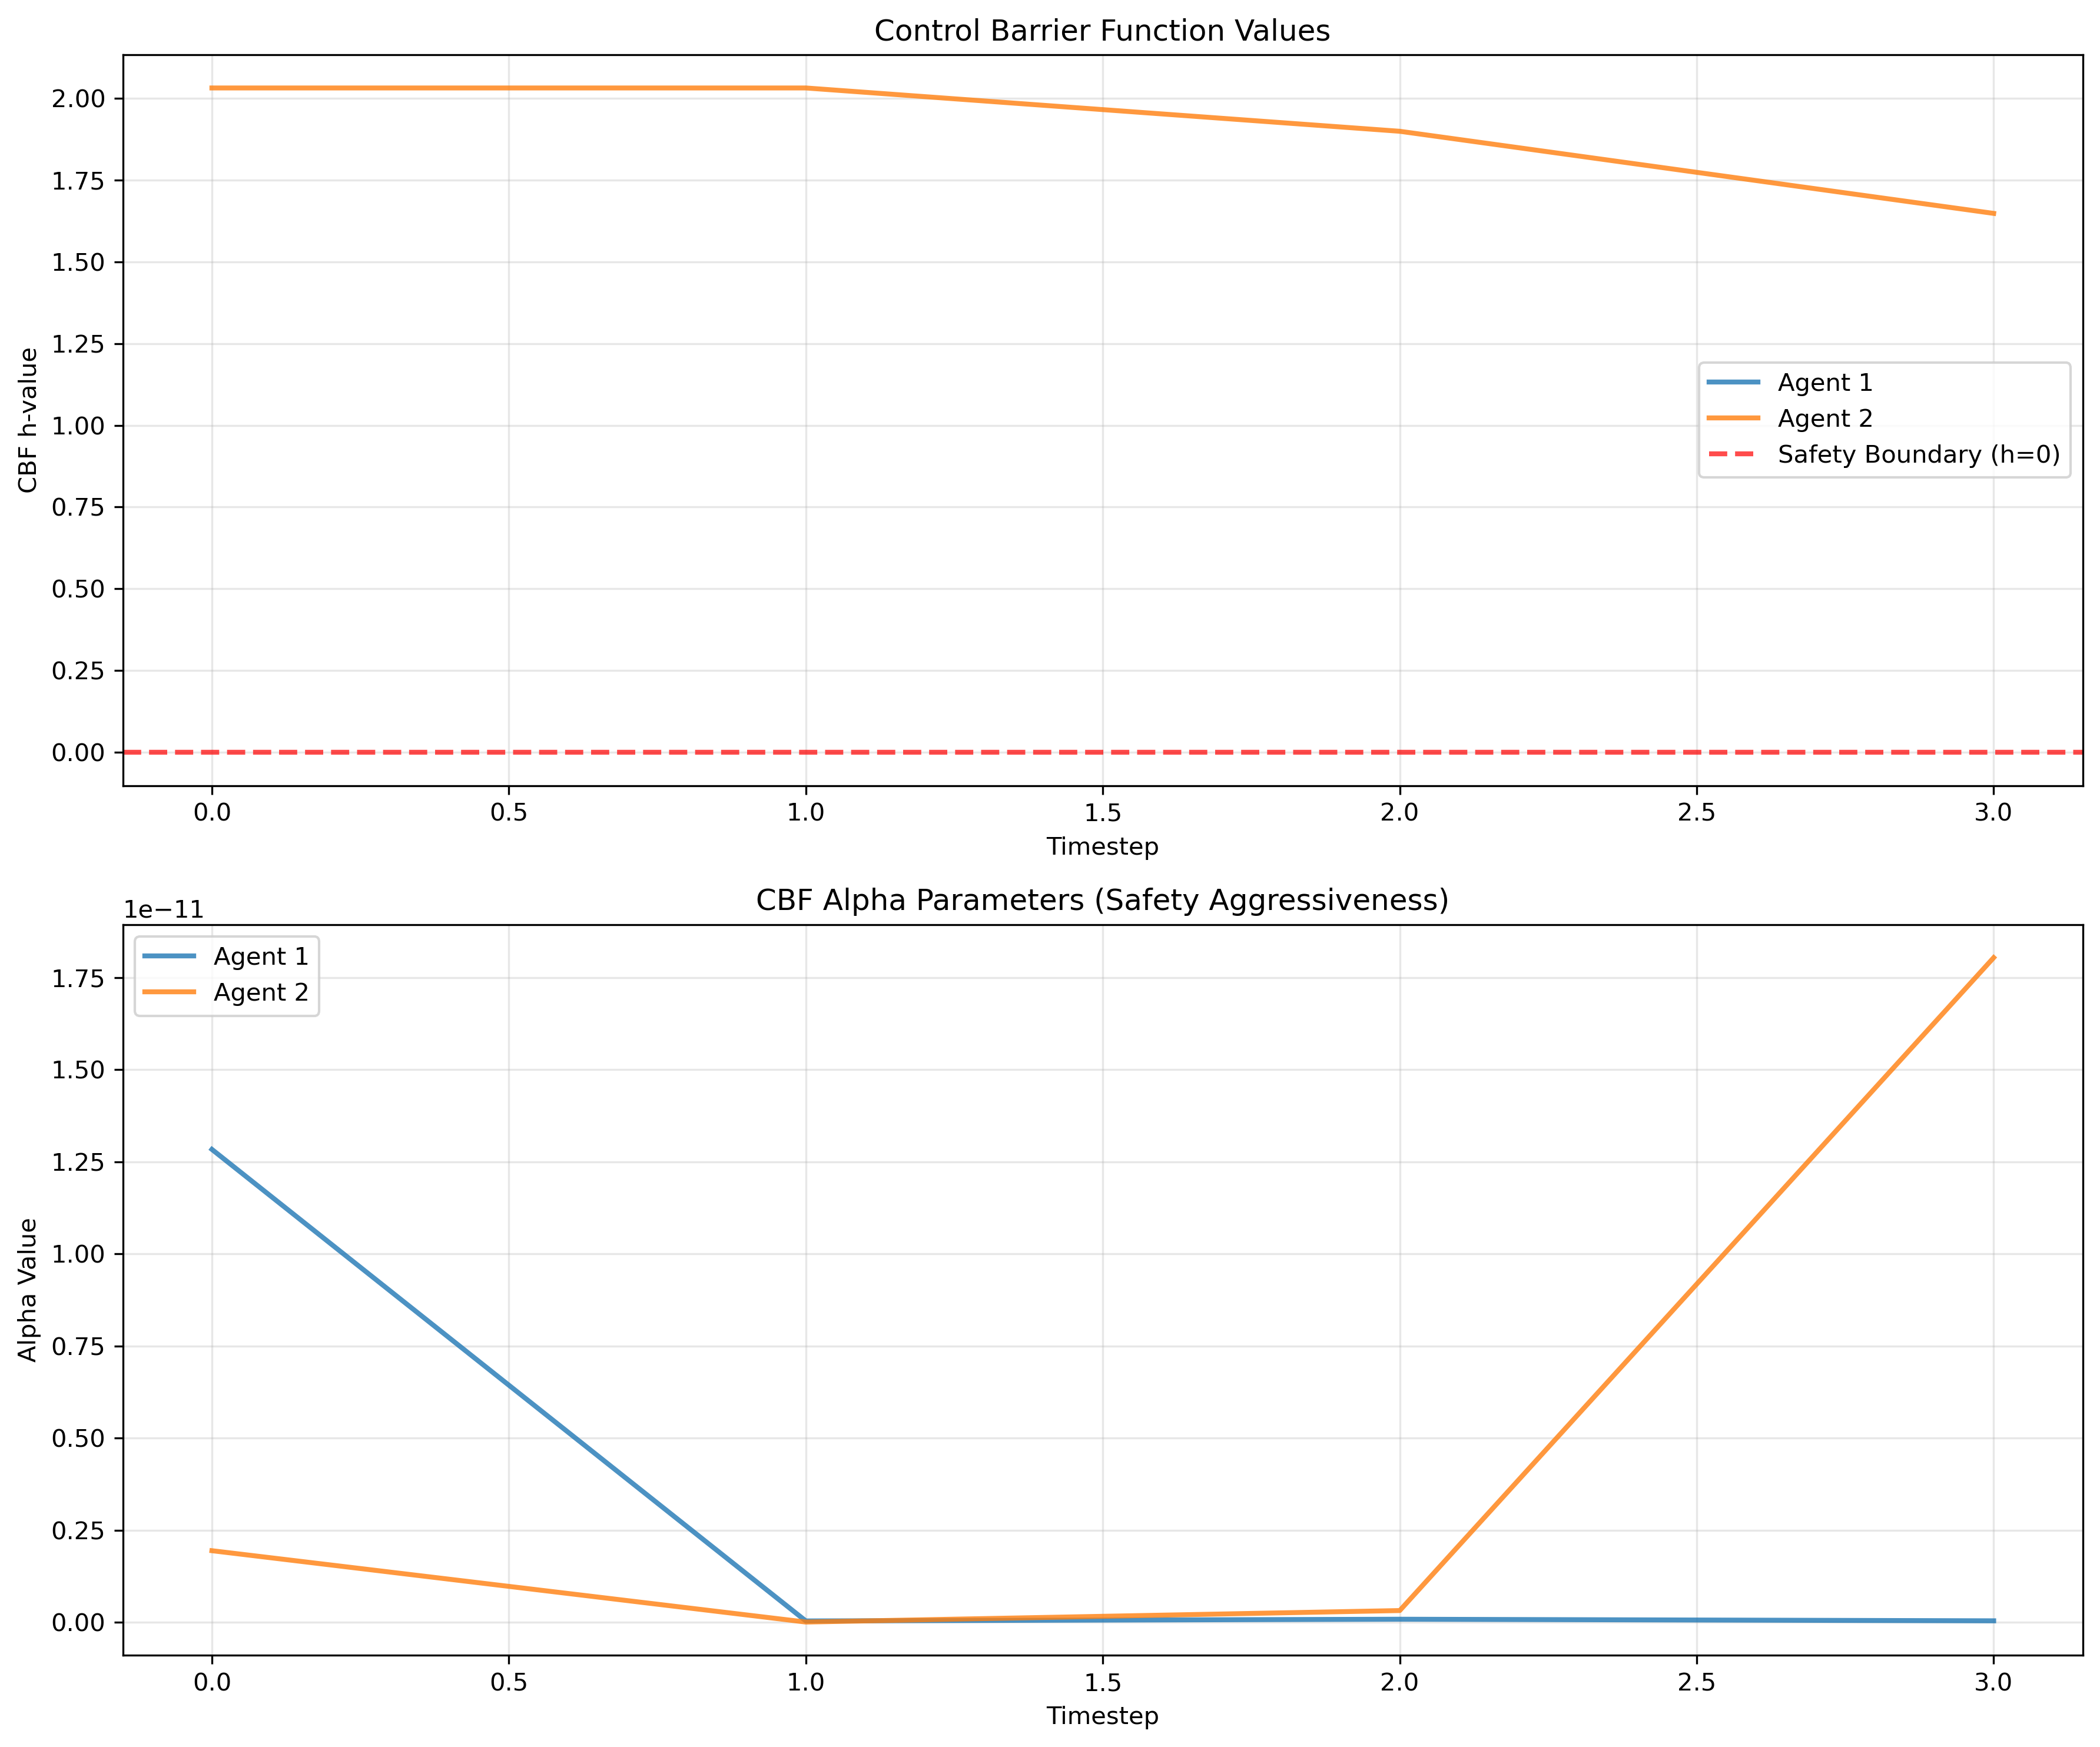 Control Barrier Function Values
CBF h-value
2.00
1.75
1.50
1.25
1.00
0.75
0.50
0.25
0.00
Agent 1
Agent 2
Safety Boundary (h=0)
0.0 0.5 1.0 1.5 2.0 2.5 3.0
Timestep
CBF Alpha Parameters (Safety Aggressiveness)
1e−11
Agent 1
Agent 2
Alpha Value
1.75
1.50
1.25
1.00
0.75
0.50
0.25
0.00
0.0 0.5 1.0 1.5 2.0 2.5 3.0
Timestep